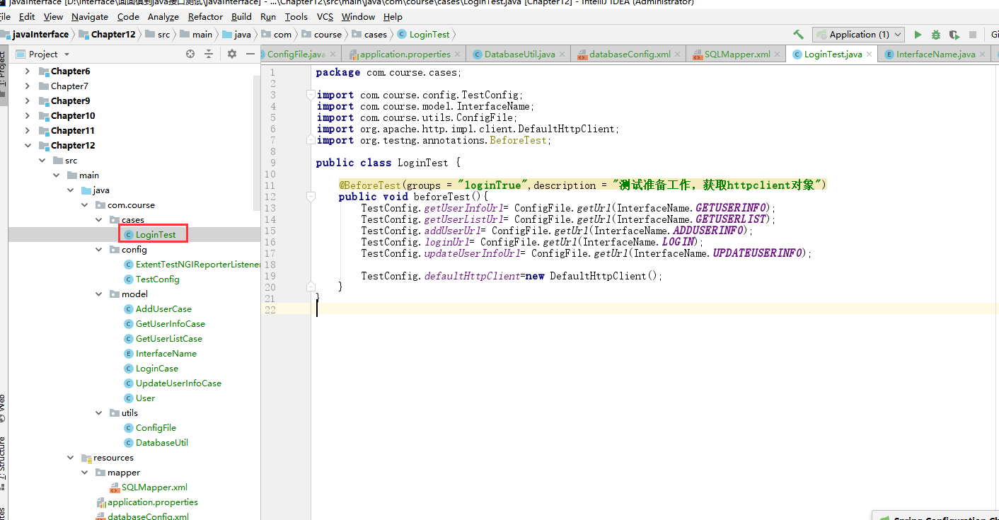 javaInterface [D:\interface\面面俱到java接口测试\javaInterface] - ...\Chapter12\src\main\java\com\course\cases\LoginTest.java [Chapter12] - IntelliJ IDEA (Administrator)
File Edit View Navigate Code Analyze Refactor Build Run Tools VCS Window Help
javaInterface Chapter12 src main java com course cases LoginTest Application (1) Gi
1: Project
Project
ConfigFile.java application.properties DatabaseUtil.java databaseConfig.xml SQLMapper.xml LoginTest.java InterfaceName.java
Chapter6
Chapter7
Chapter9
Chapter10
Chapter11
Chapter12
src
main
java
com.course
cases
LoginTest
config
ExtentTestNGIReporterListener
TestConfig
model
AddUserCase
GetUserInfoCase
GetUserListCase
InterfaceName
LoginCase
UpdateUserInfoCase
User
utils
ConfigFile
DatabaseUtil
resources
mapper
SQLMapper.xml
application.properties
databaseConfig.xml
Web
7: Structure
1 package com.course.cases;
2
3 import com.course.config.TestConfig;
4 import com.course.model.InterfaceName;
5 import com.course.utils.ConfigFile;
6 import org.apache.http.impl.client.DefaultHttpClient;
7 import org.testng.annotations.BeforeTest;
8
9 public class LoginTest {
10
11 @BeforeTest(groups = "loginTrue",description = "测试准备工作，获取httpclient对象")
12 public void beforeTest(){
13 TestConfig.getUserInfoUrl= ConfigFile.getUrl(InterfaceName.GETUSERINFO);
14 TestConfig.getUserListUrl= ConfigFile.getUrl(InterfaceName.GETUSERLIST);
15 TestConfig.addUserUrl= ConfigFile.getUrl(InterfaceName.ADDUSERINFO);
16 TestConfig.loginUrl= ConfigFile.getUrl(InterfaceName.LOGIN);
17 TestConfig.updateUserInfoUrl= ConfigFile.getUrl(InterfaceName.UPDATEUSERINFO);
18
19 TestConfig.defaultHttpClient=new DefaultHttpClient();
20 }
21 }
22
Spring Configuration Ch